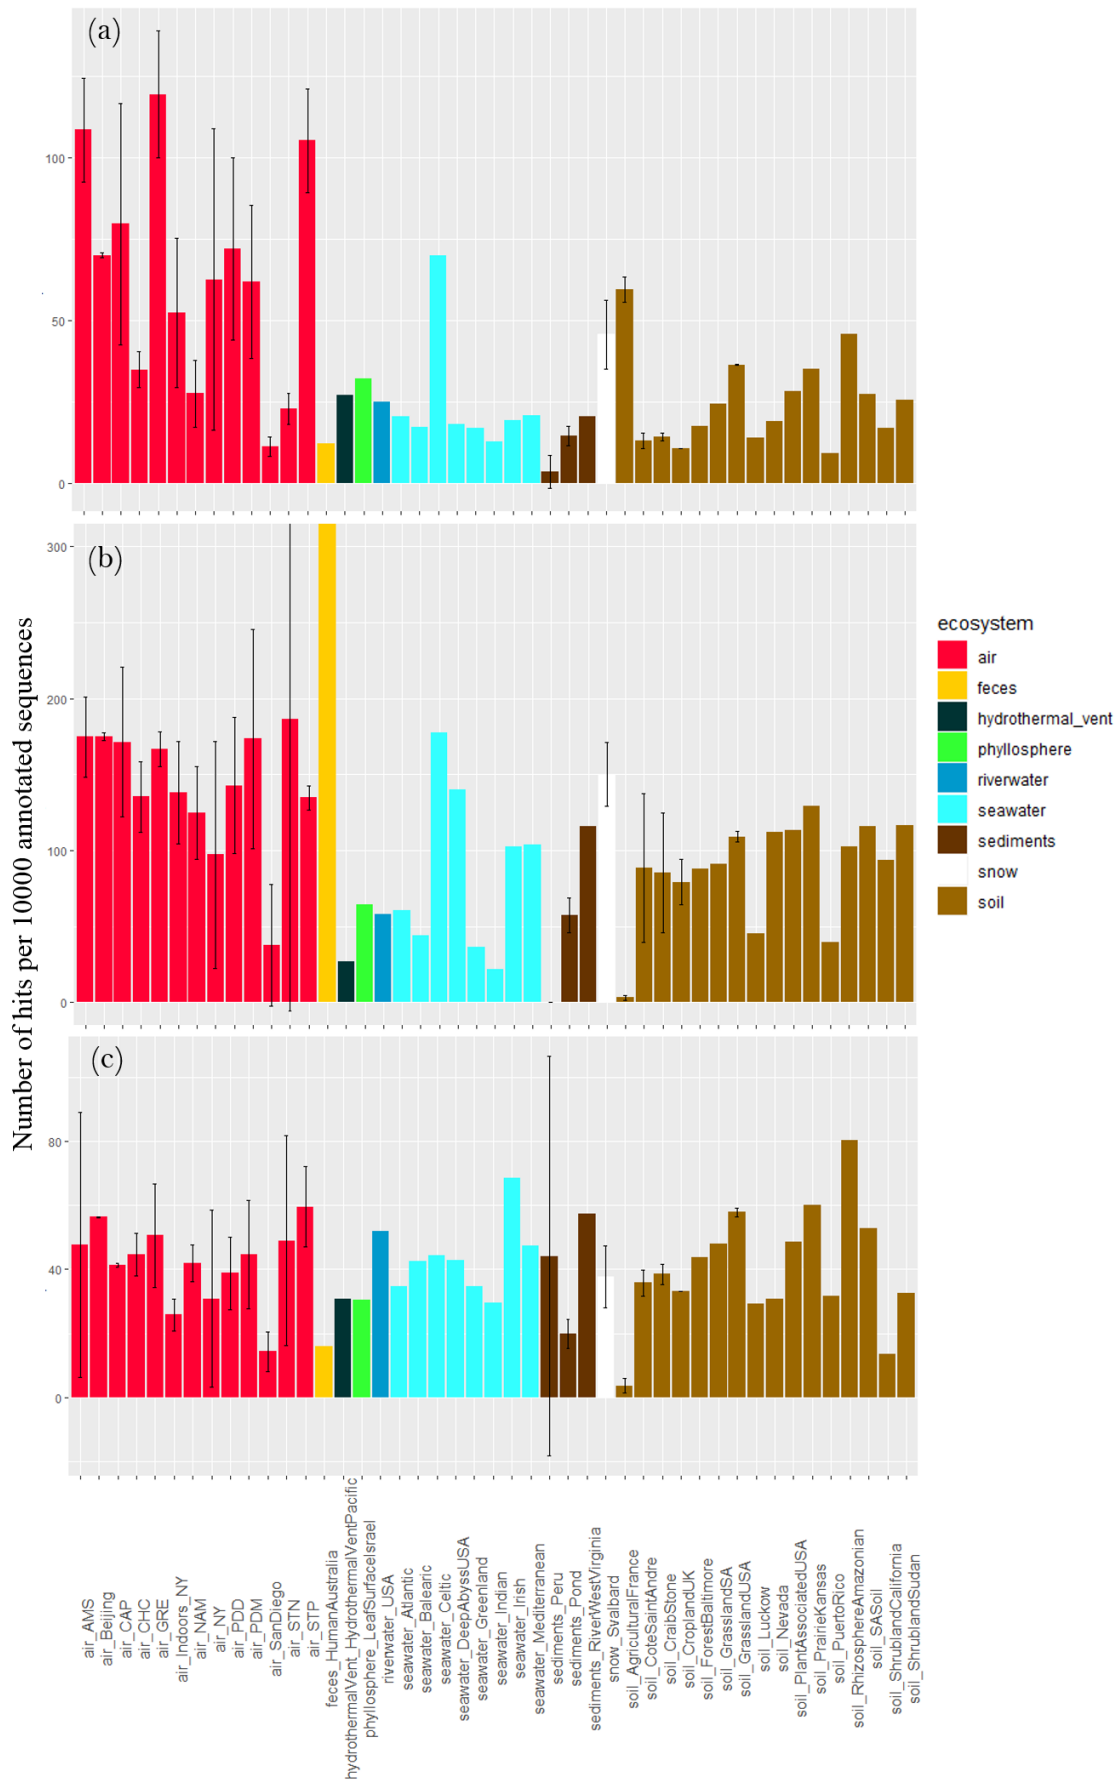 (a)
100
50
0
(b)
300
200
100
0
(c)
80
40
0
Number of hits per 10000 annotated sequences
ecosystem
air
feces
hydrothermal_vent
phyllosphere
riverwater
seawater
sediments
snow
soil
air_AMS
air_Beijing
air_CAP
air_CHC
air_GRE
air_Indoors_NY
air_NAM
air_NY
air_PDD
air_PDM
air_SanDiego
air_STN
air_STP
feces_HumanAustralia
hydrothermalVent_HydrothermalVentPacific
phyllosphere_LeafSurfaceIsrael
riverwater_USA
seawater_Atlantic
seawater_Balearic
seawater_Celtic
seawater_DeepAbyssUSA
seawater_Greenland
seawater_Indian
seawater_Irish
seawater_Mediterranean
sediments_Peru
sediments_Pond
sediments_RiverWestVirginia
snow_Svalbard
soil_AgriculturalFrance
soil_CoteSaintAndre
soil_CraibStone
soil_CroplandUK
soil_ForestBaltimore
soil_GrasslandSA
soil_GrasslandUSA
soil_Luckow
soil_Nevada
soil_PlantAssociatedUSA
soil_PrairieKansas
soil_PuertoRico
soil_RhizosphereAmazonian
soil_SASoil
soil_ShrublandCalifornia
soil_ShrublandSudan